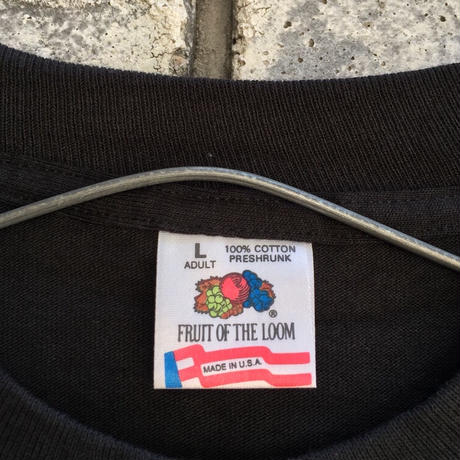 L 100% COTTON
ADULT PRESHRUNK
®
FRUIT OF THE LOOM
MADE IN U.S.A.